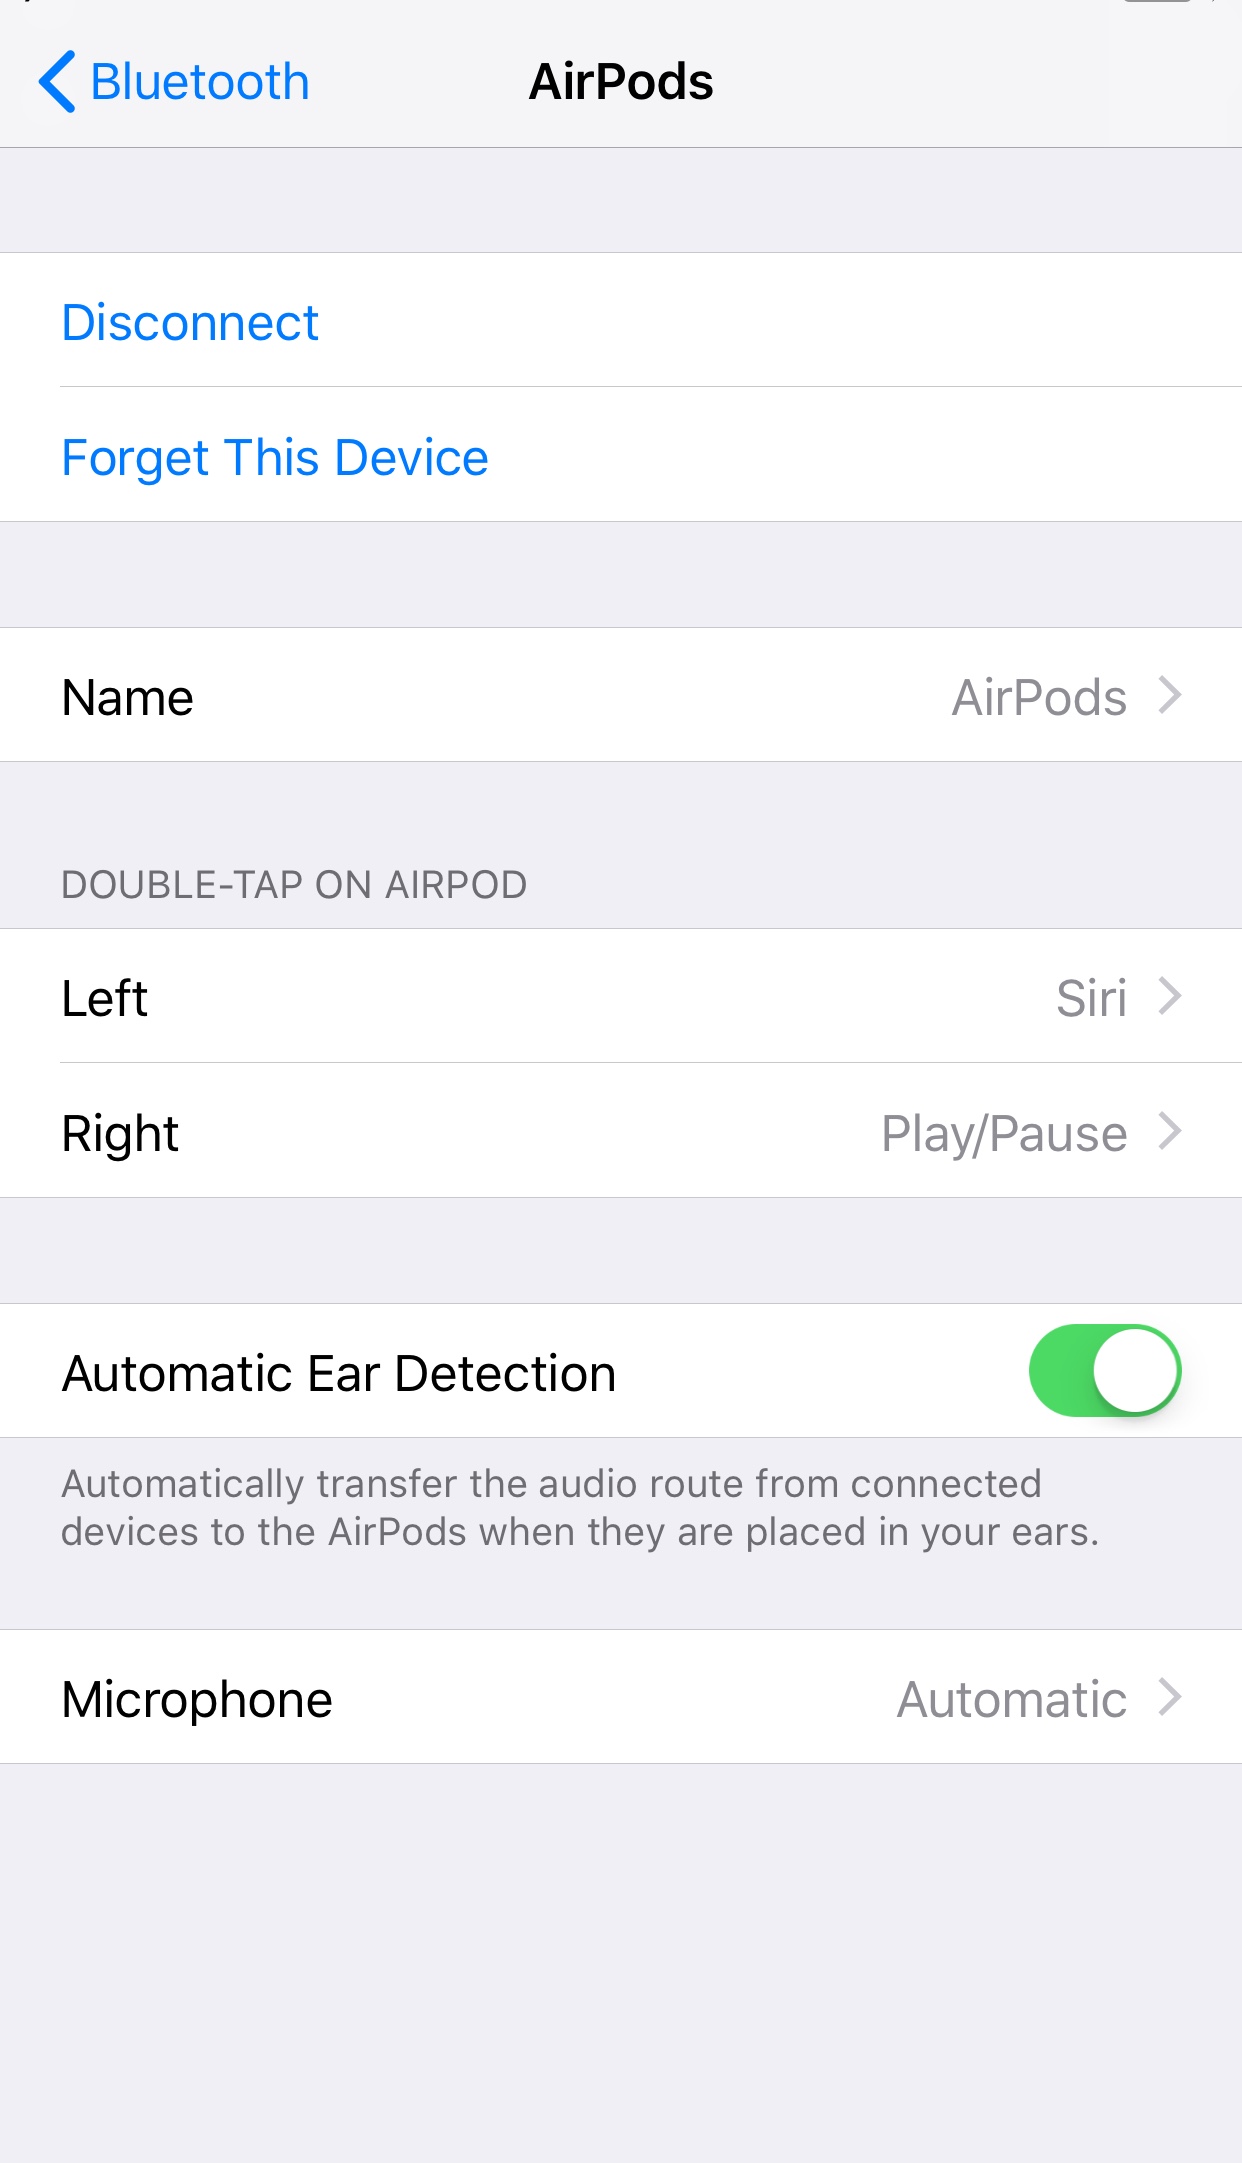 Bluetooth AirPods
Disconnect
Forget This Device
Name AirPods
DOUBLE-TAP ON AIRPOD
Left Siri
Right Play/Pause
Automatic Ear Detection
Automatically transfer the audio route from connected
devices to the AirPods when they are placed in your ears.
Microphone Automatic